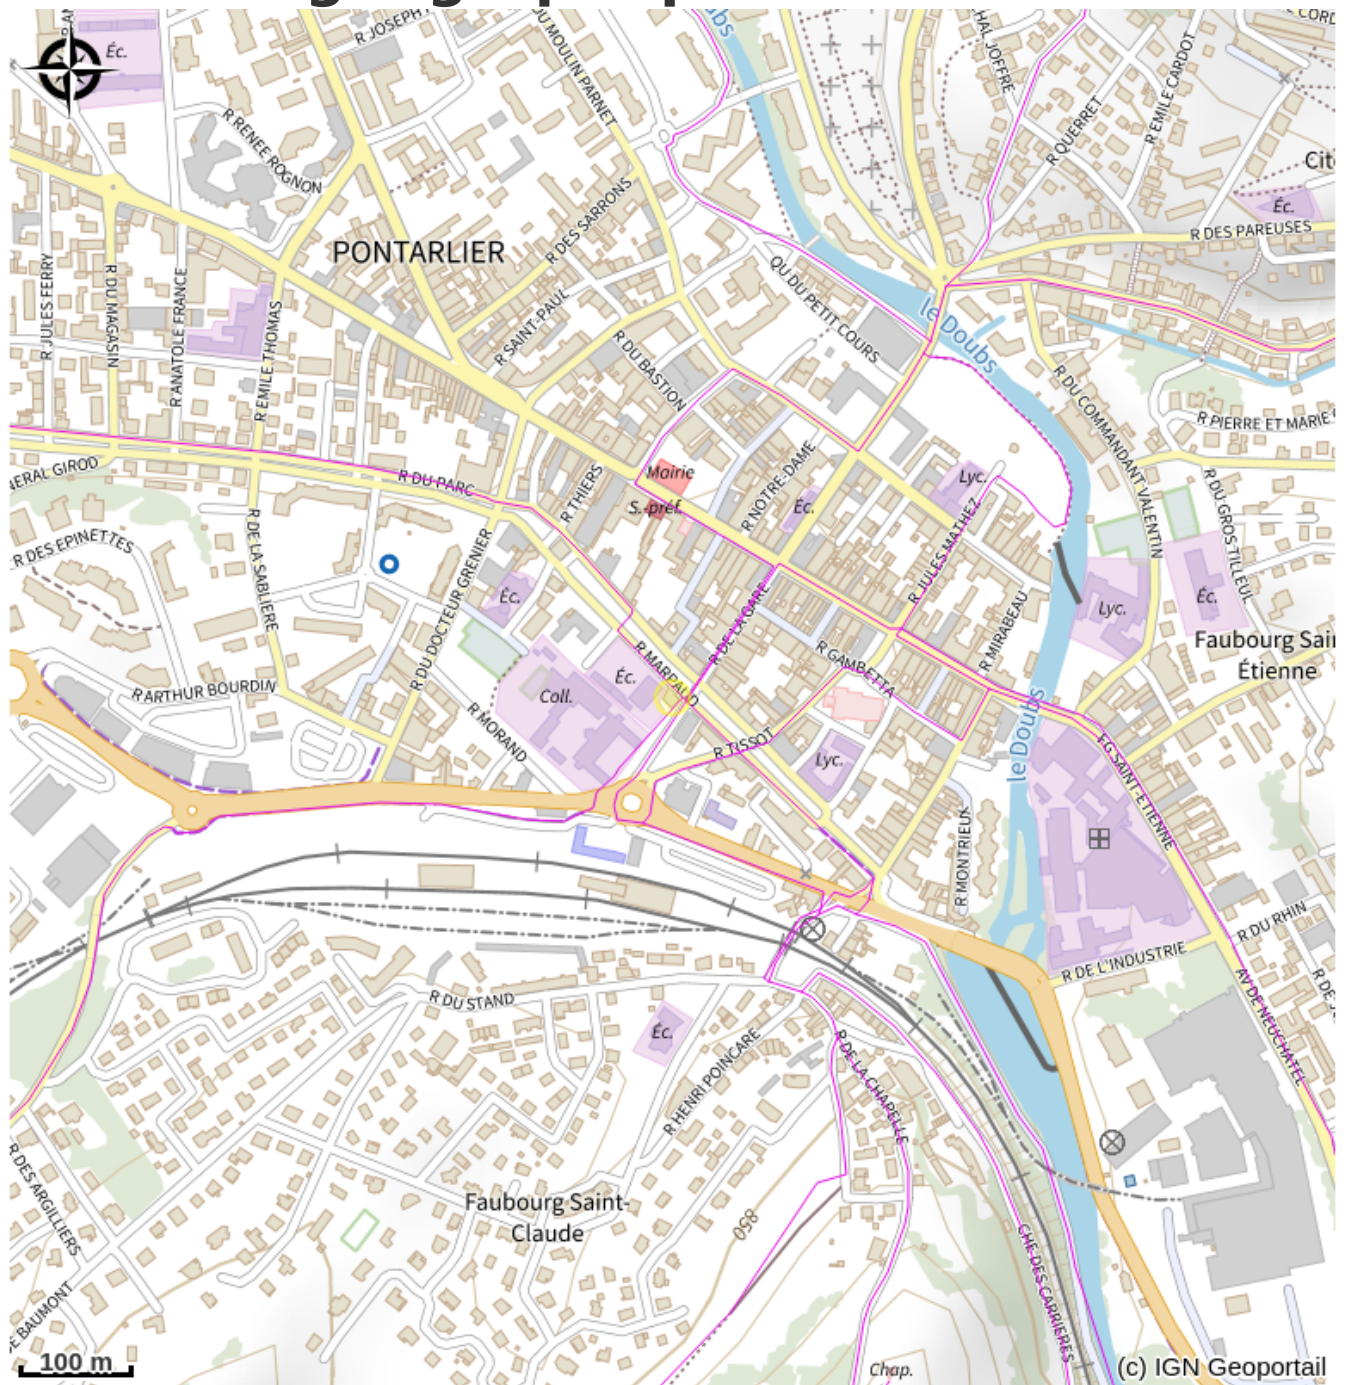 Éc.
R JOSEPH
DU MOULIN PARNET
R RENEE ROGNON
HAL JOFFRE
R EMILE CARDOT
R QUERRET
Cit
Éc.
R DES PAREUSES
PONTARLIER
R DES SARRONS
R JULES FERRY
R DU MAGASIN
R ANATOLE FRANCE
R EMILE THOMAS
R SAINT-PAUL
R DU BASTION
QU DU PETIT COURS
le Doubs
R DU COMMANDANT VALENTIN
R PIERRE ET MARIE
NERAL GIROD
R DU PARC
R THIERS
Mairie
S.-préf.
R NOTRE-DAME
Éc.
Lyc.
R JULES MATHEZ
R DU GROS TILLEUL
R DES EPINETTES
R DE LA SABLIERE
R DU DOCTEUR GRENIER
Éc.
R DE LA GARE
R MIRABEAU
Lyc.
Éc.
Faubourg Sai
Étienne
R MARPAUD
R GAMBETTA
Éc.
Coll.
R ARTHUR BOURDIN
R MORAND
R TISSOT
Lyc.
le Doubs
FG SAINT-ETIENNE
R MONTRIEUX
R DU RHIN
R DE L'INDUSTRIE
AV DE NEUCHATEL
R DU STAND
Éc.
R HENRI POINCARE
R DE LA CHAPELLE
R DES ARGILLIERS
Faubourg Saint-
Claude
850
CHE DES CARRIERES
E BAUMONT
100 m
Chap.
(c) IGN Geoportail